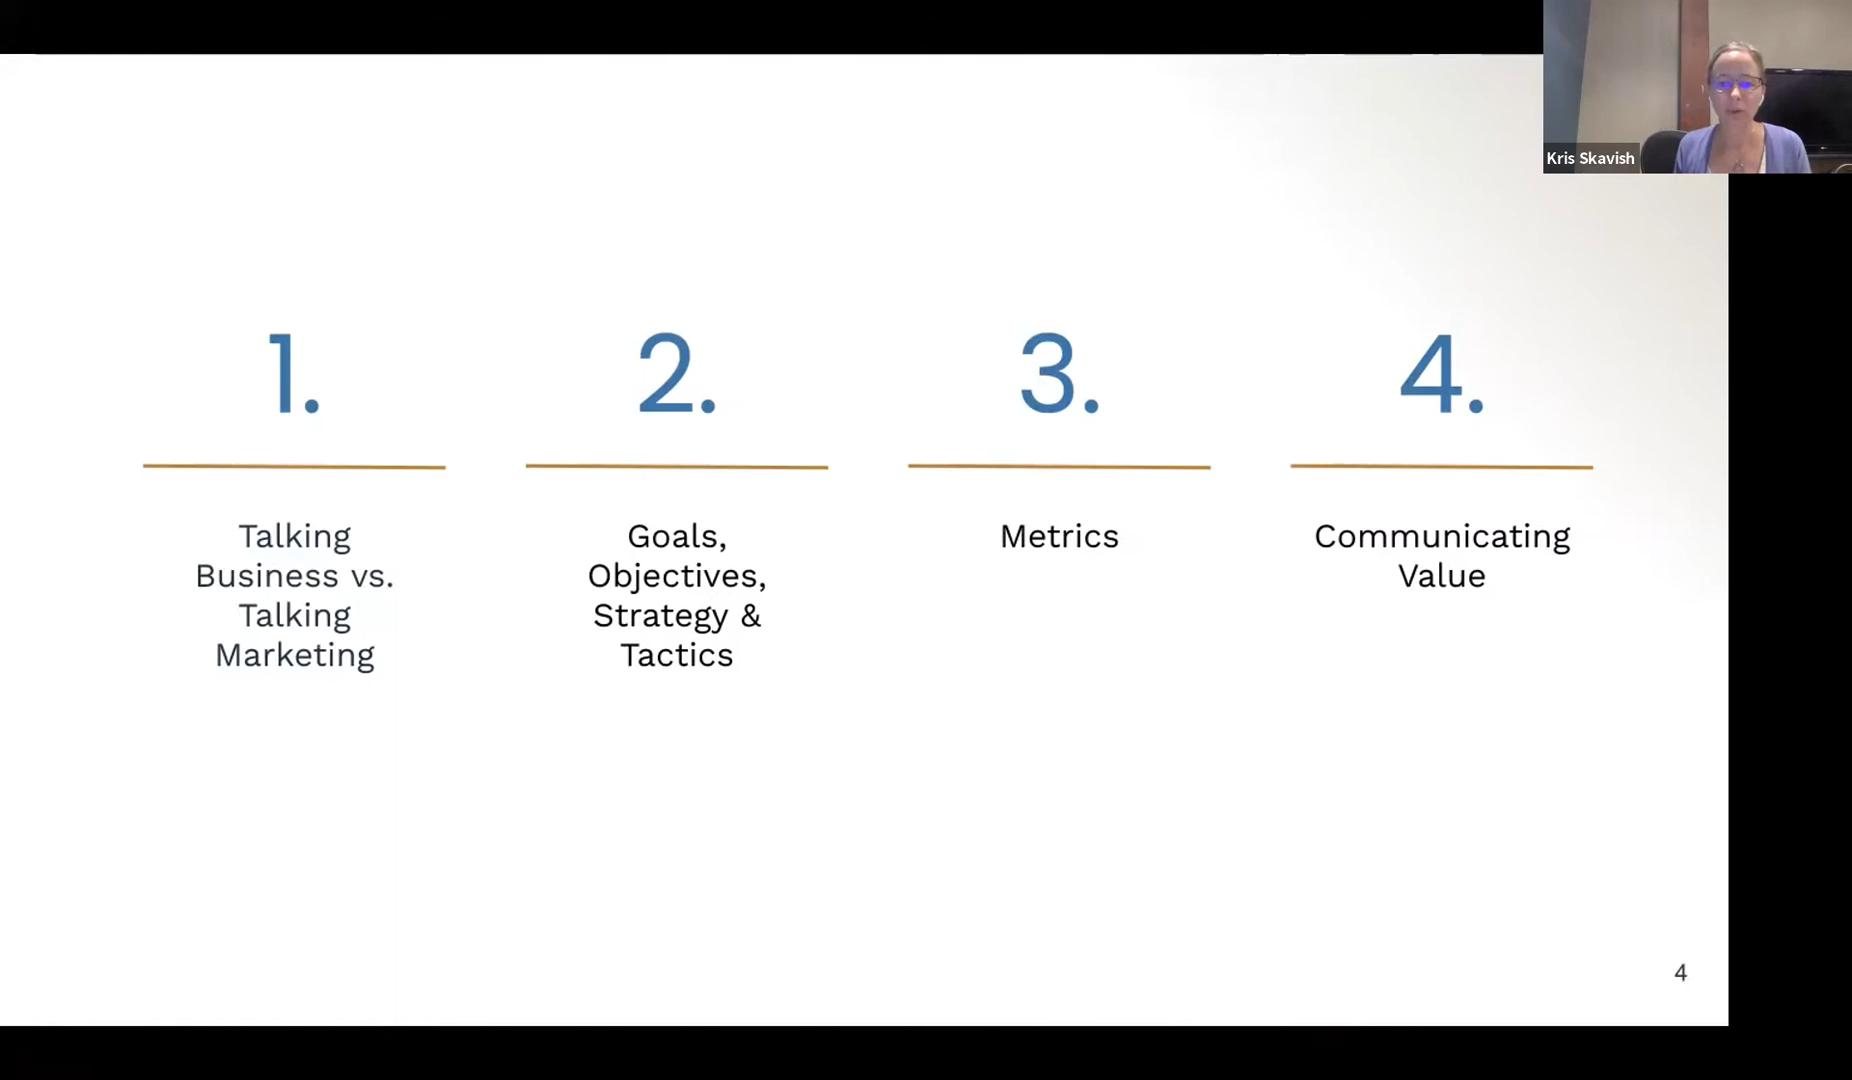 Kris Skavish
1.
Talking
Business vs.
Talking
Marketing
2.
Goals,
Objectives,
Strategy &
Tactics
3.
Metrics
4.
Communicating
Value
4